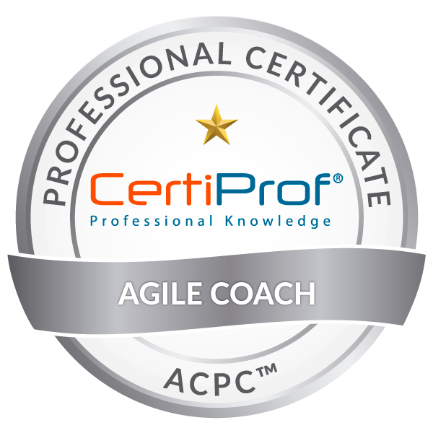 PROFESSIONAL CERTIFICATE
CertiProf®
Professional Knowledge
AGILE COACH
ACPC™